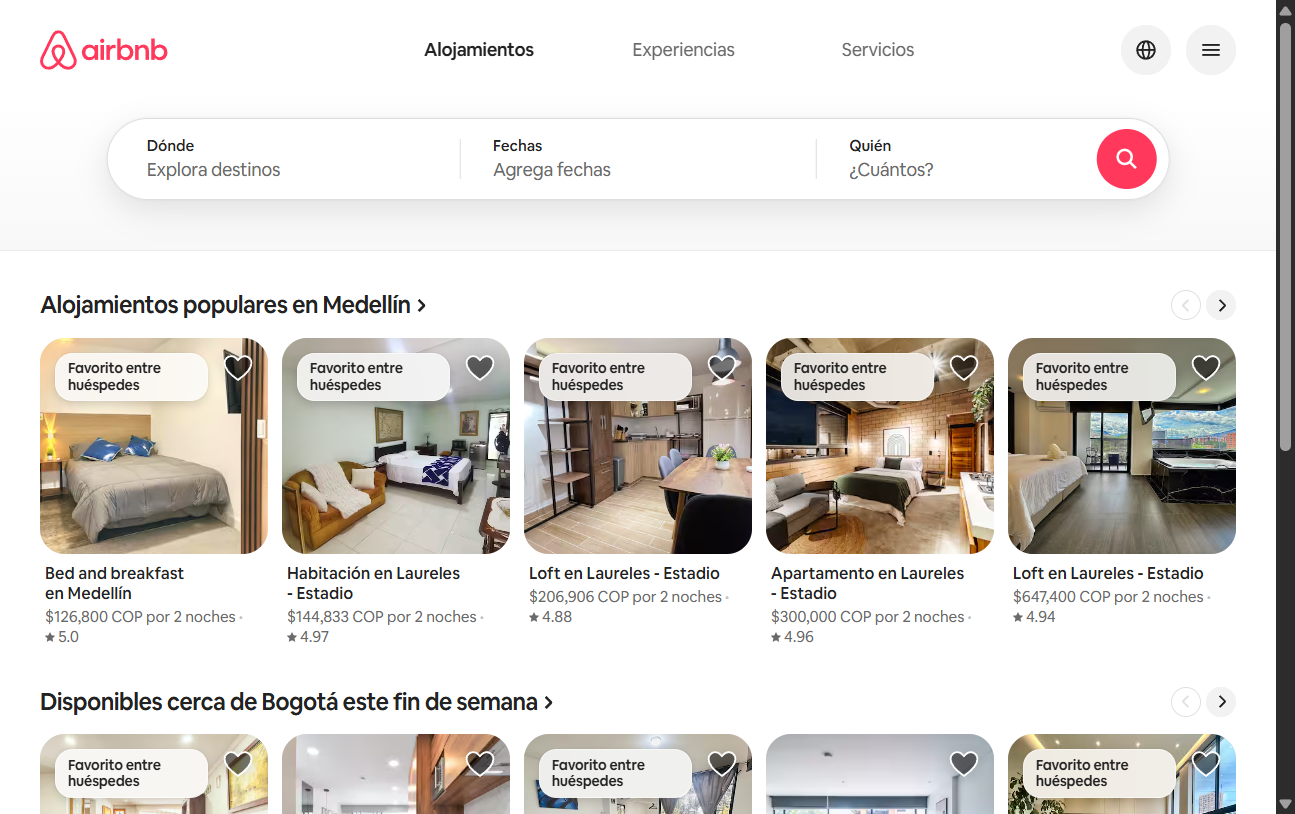 airbnb
Alojamientos
Experiencias
Servicios
Dónde
Explora destinos
Fechas
Agrega fechas
Quién
¿Cuántos?
Alojamientos populares en Medellín
Favorito entre
huéspedes
Favorito entre
huéspedes
Favorito entre
huéspedes
Favorito entre
huéspedes
Favorito entre
huéspedes
Bed and breakfast
en Medellín
$126,800 COP por 2 noches ·
★ 5.0
Habitación en Laureles
- Estadio
$144,833 COP por 2 noches ·
★ 4.97
Loft en Laureles - Estadio
$206,906 COP por 2 noches ·
★ 4.88
Apartamento en Laureles
- Estadio
$300,000 COP por 2 noches ·
★ 4.96
Loft en Laureles - Estadio
$647,400 COP por 2 noches ·
★ 4.94
Disponibles cerca de Bogotá este fin de semana
Favorito entre
huéspedes
Favorito entre
huéspedes
Favorito entre
huéspedes